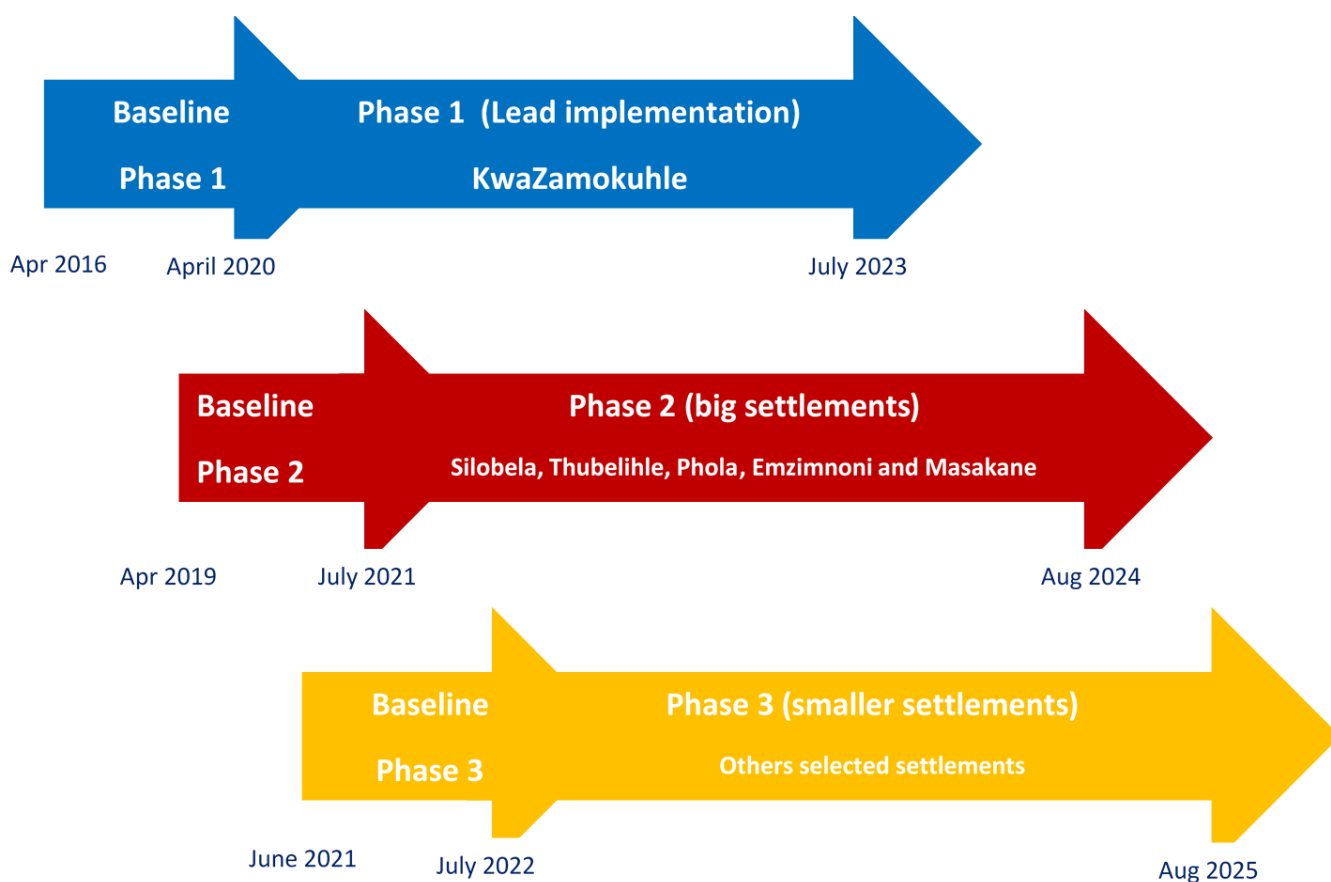 Baseline Phase 1 (Lead implementation)
Phase 1 KwaZamokuhle
Apr 2016 April 2020 July 2023
Baseline Phase 2 (big settlements)
Phase 2 Silobela, Thubelihle, Phola, Emzimnoni and Masakane
Apr 2019 July 2021 Aug 2024
Baseline Phase 3 (smaller settlements)
Phase 3 Others selected settlements
June 2021 July 2022 Aug 2025